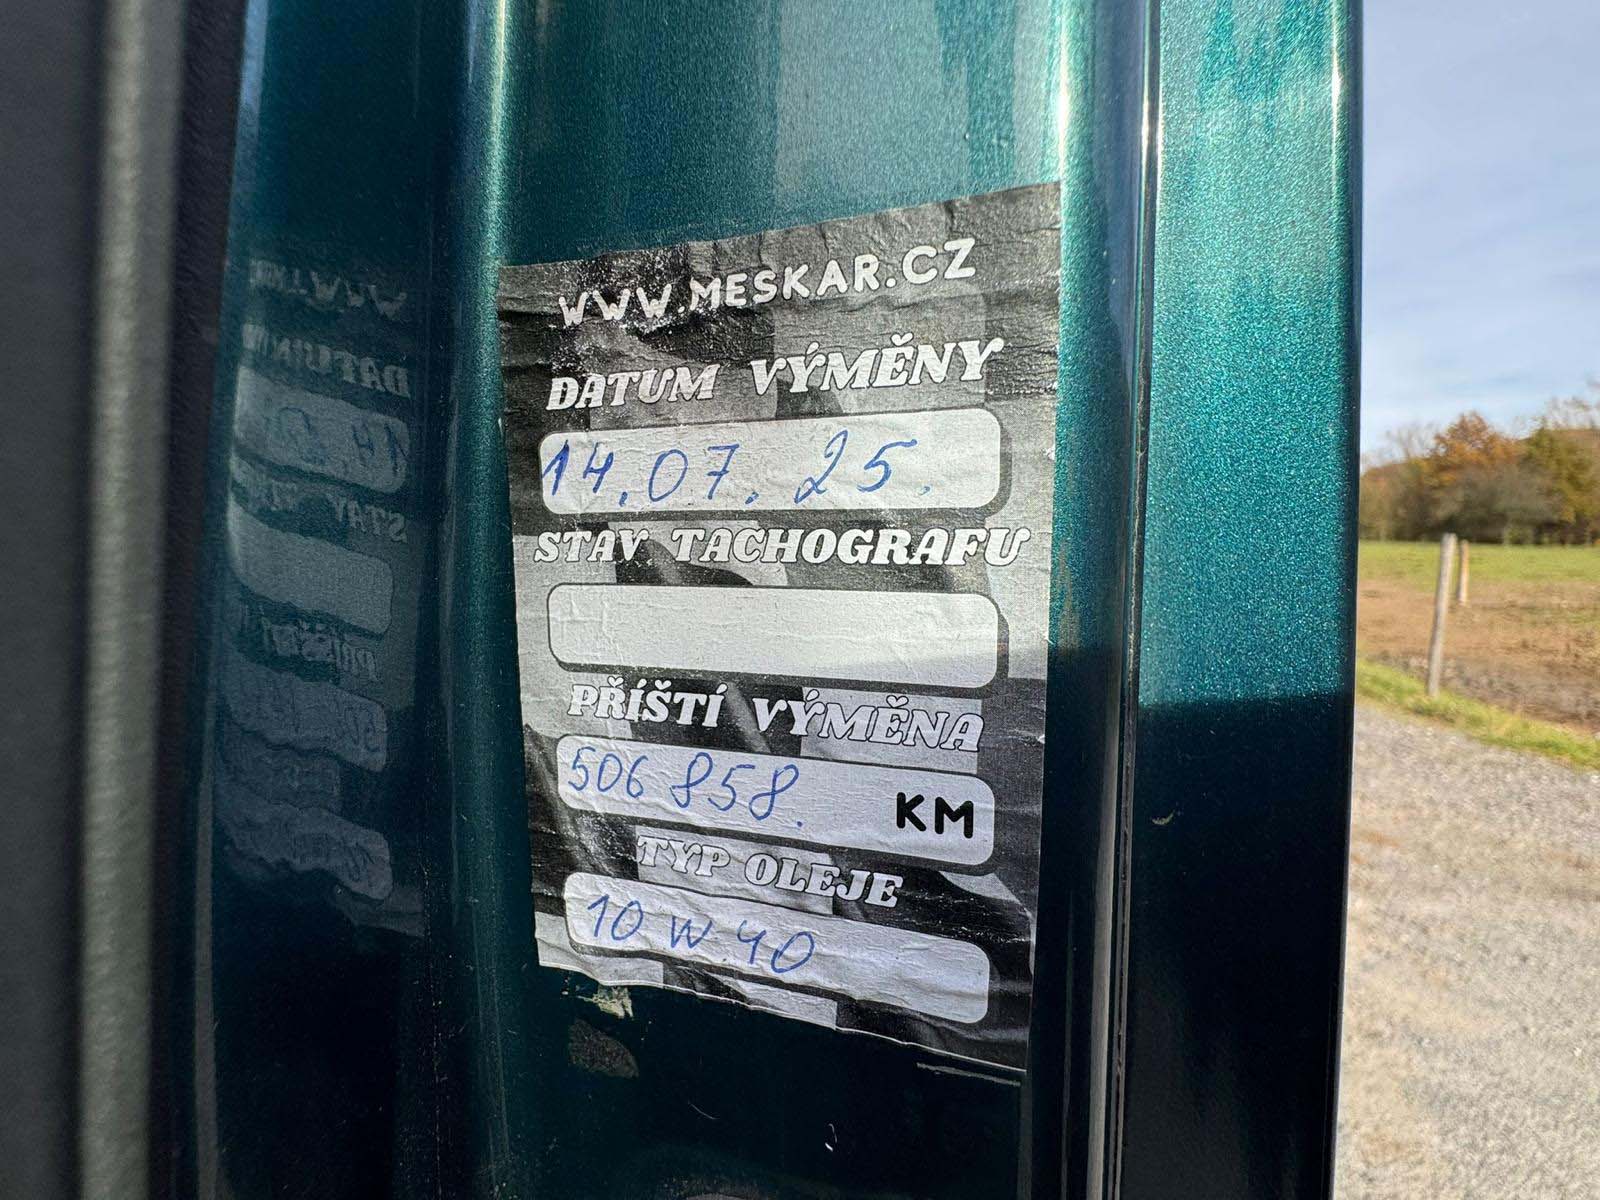 WWW.MESKAR.CZ
DATUM VÝMĚNY
14.07.25.
STAV TACHOGRAFU
PŘÍŠTÍ VÝMĚNA
506 858. KM
TYP OLEJE
10 W 40